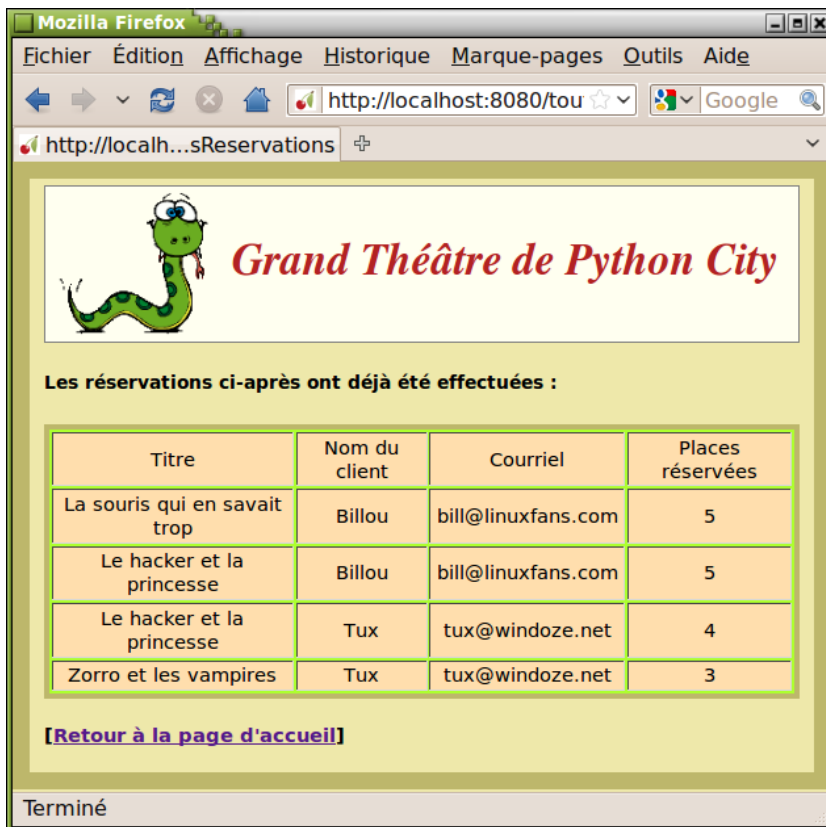 Mozilla Firefox
Fichier Édition Affichage Historique Marque-pages Outils Aide
http://localhost:8080/tou Google
http://localh...sReservations
Grand Théâtre de Python City
Les réservations ci-après ont déjà été effectuées :
Titre Nom du client Courriel Places réservées
La souris qui en savait trop Billou bill@linuxfans.com 5
Le hacker et la princesse Billou bill@linuxfans.com 5
Le hacker et la princesse Tux tux@windoze.net 4
Zorro et les vampires Tux tux@windoze.net 3
[Retour à la page d'accueil]
Terminé